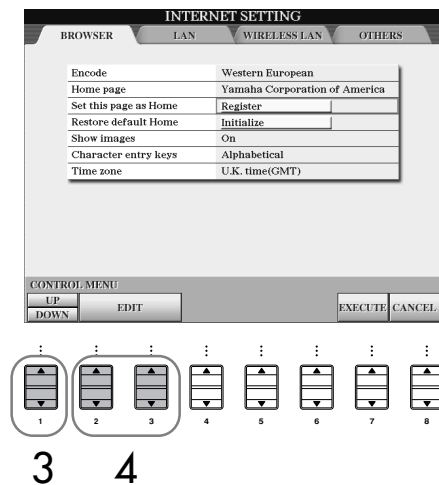 INTERNET SETTING
BROWSER LAN WIRELESS LAN OTHERS
Encode Western European
Home page Yamaha Corporation of America
Set this page as Home Register
Restore default Home Initialize
Show images On
Character entry keys Alphabetical
Time zone U.K. time(GMT)
CONTROL MENU
UP
DOWN
EDIT EXECUTE CANCEL
1 2 3 4 5 6 7 8
3 4